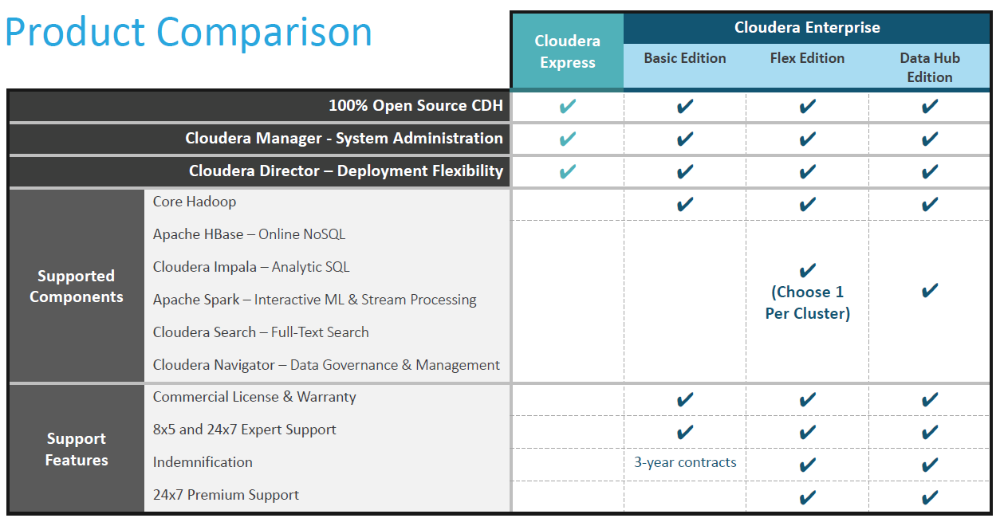 Product Comparison
Cloudera
Express
Cloudera Enterprise
Basic Edition
Flex Edition
Data Hub
Edition
100% Open Source CDH
✔ ✔ ✔ ✔
Cloudera Manager - System Administration
✔ ✔ ✔ ✔
Cloudera Director – Deployment Flexibility
✔ ✔ ✔ ✔
Supported
Components
Core Hadoop
✔ ✔ ✔
Apache HBase – Online NoSQL
Cloudera Impala – Analytic SQL
Apache Spark – Interactive ML & Stream Processing
Cloudera Search – Full-Text Search
Cloudera Navigator – Data Governance & Management
✔
(Choose 1
Per Cluster)
✔
Support
Features
Commercial License & Warranty
✔ ✔ ✔
8x5 and 24x7 Expert Support
✔ ✔ ✔
Indemnification
3-year contracts ✔ ✔
24x7 Premium Support
✔ ✔